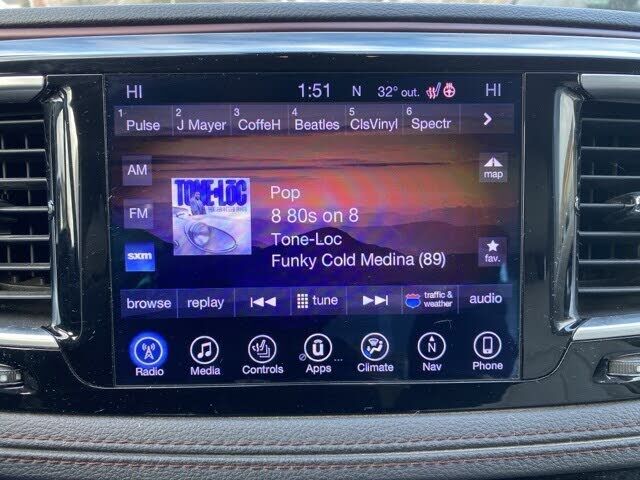 HI 1:51 N 32° out. HI
1 Pulse 2 J Mayer 3 CoffeH 4 Beatles 5 ClsVinyl 6 Spectr
AM
map
TONE-LOC
Pop
FM
8 80s on 8
Tone-Loc
sxm
fav.
Funky Cold Medina (89)
browse replay tune traffic & weather audio
Radio Media Controls Apps Climate Nav Phone